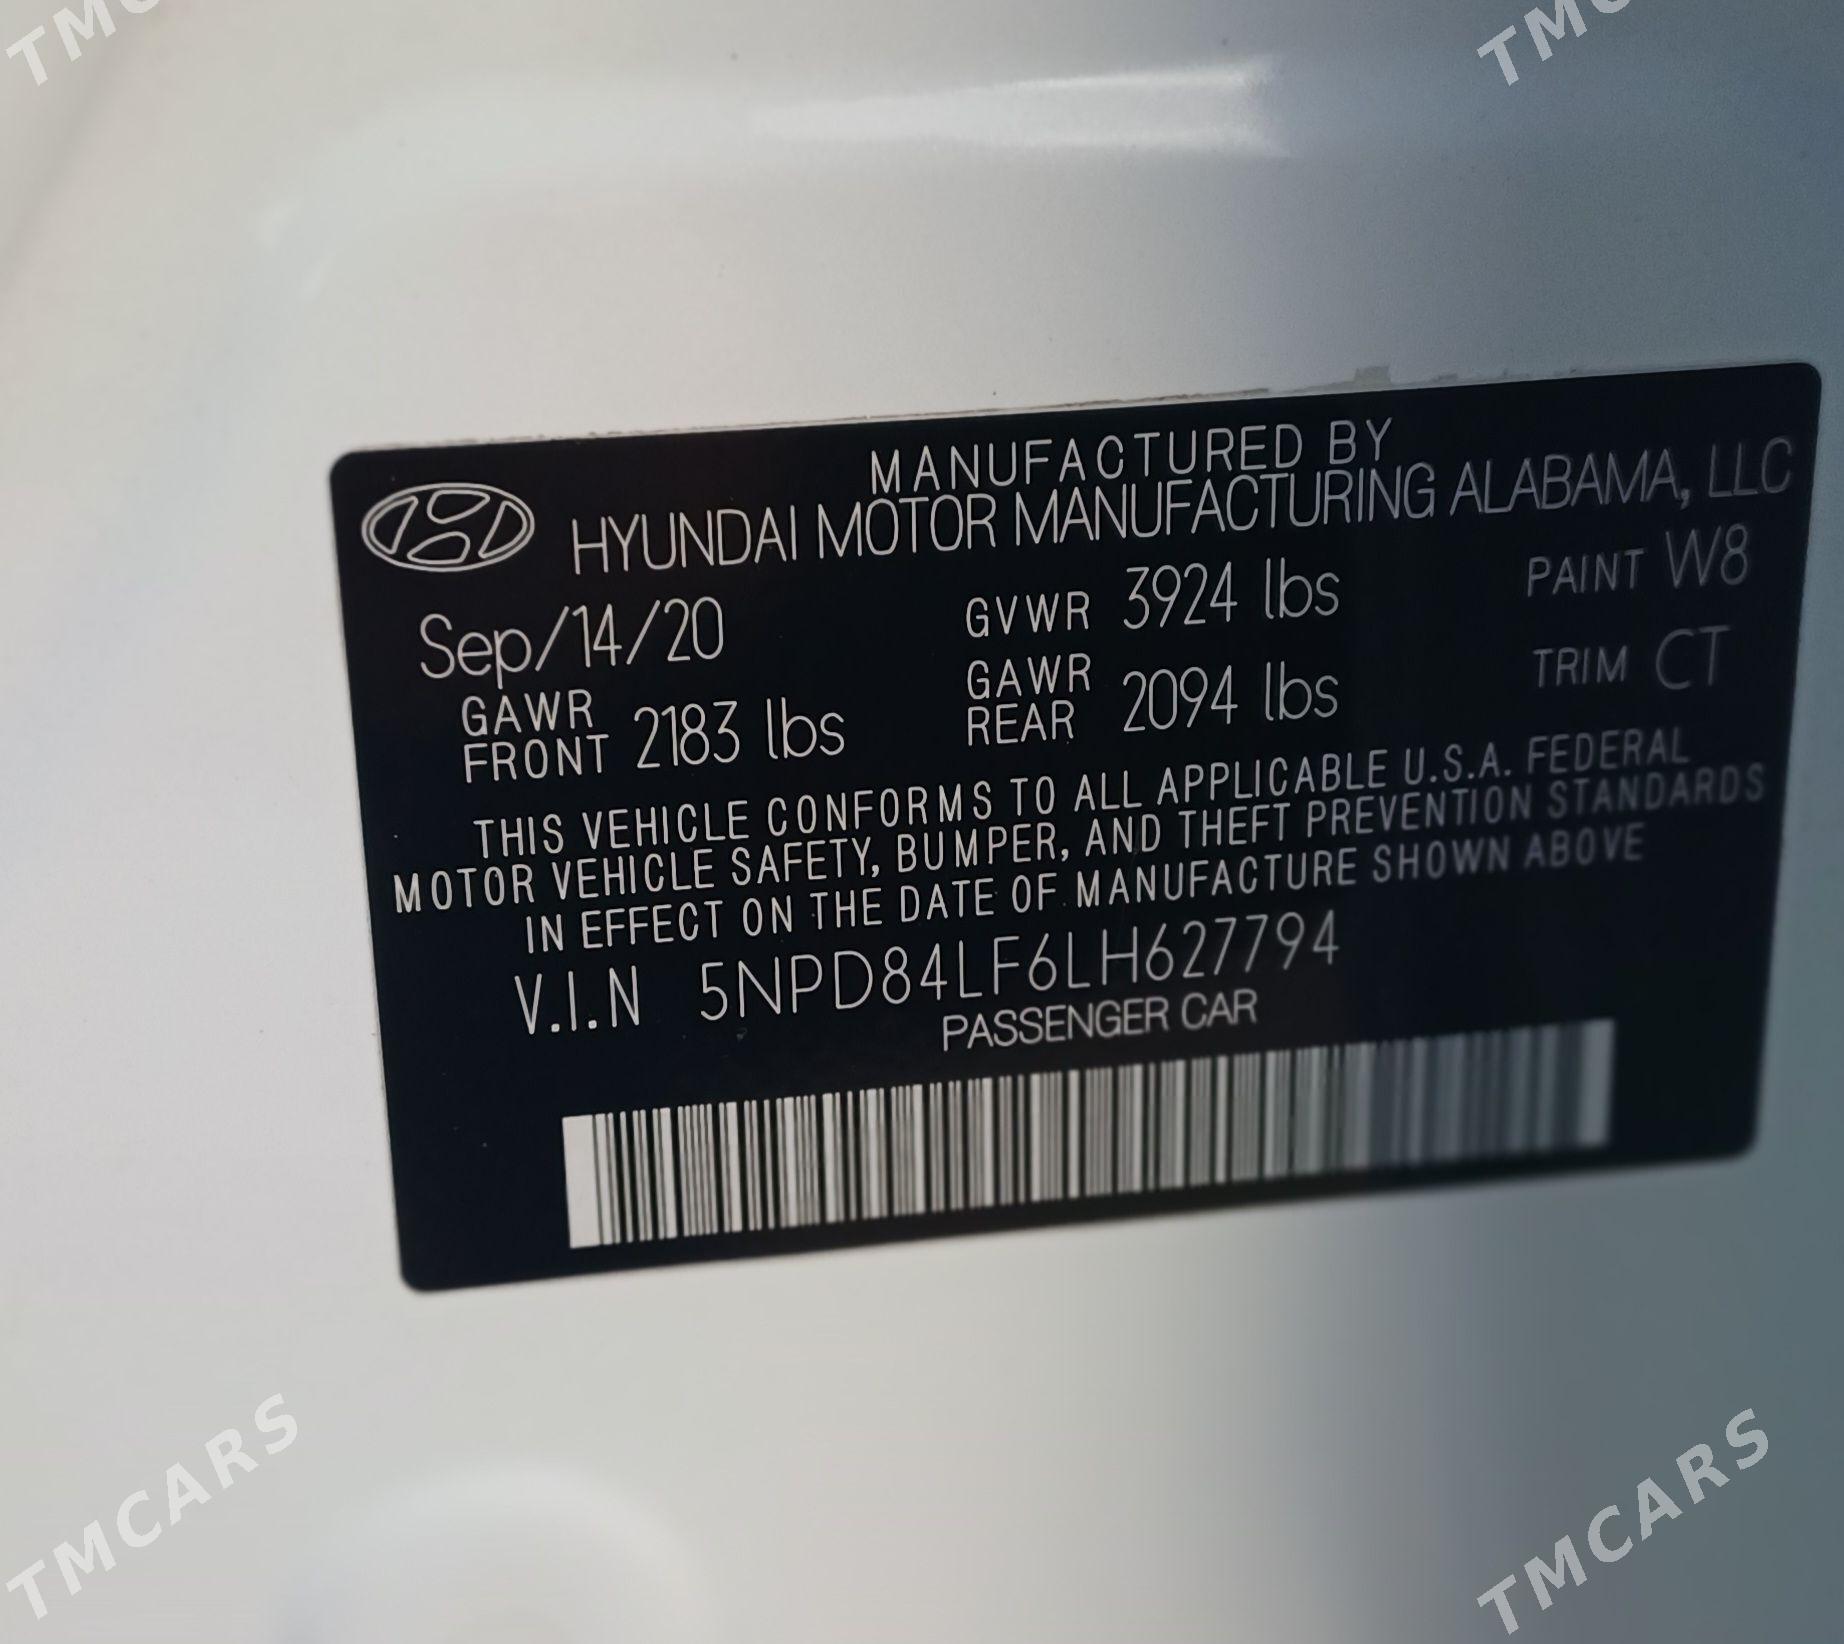 TMC
TMC
MANUFACTURED BY
HYUNDAI MOTOR MANUFACTURING ALABAMA, LLC
Sep/14/20 GVWR 3924 lbs PAINT W8
GAWR FRONT 2183 lbs GAWR REAR 2094 lbs TRIM CT
THIS VEHICLE CONFORMS TO ALL APPLICABLE U.S.A. FEDERAL
MOTOR VEHICLE SAFETY, BUMPER, AND THEFT PREVENTION STANDARDS
IN EFFECT ON THE DATE OF MANUFACTURE SHOWN ABOVE
V.I.N 5NPD84LF6LH627794
PASSENGER CAR
TMCARS
TMCARS